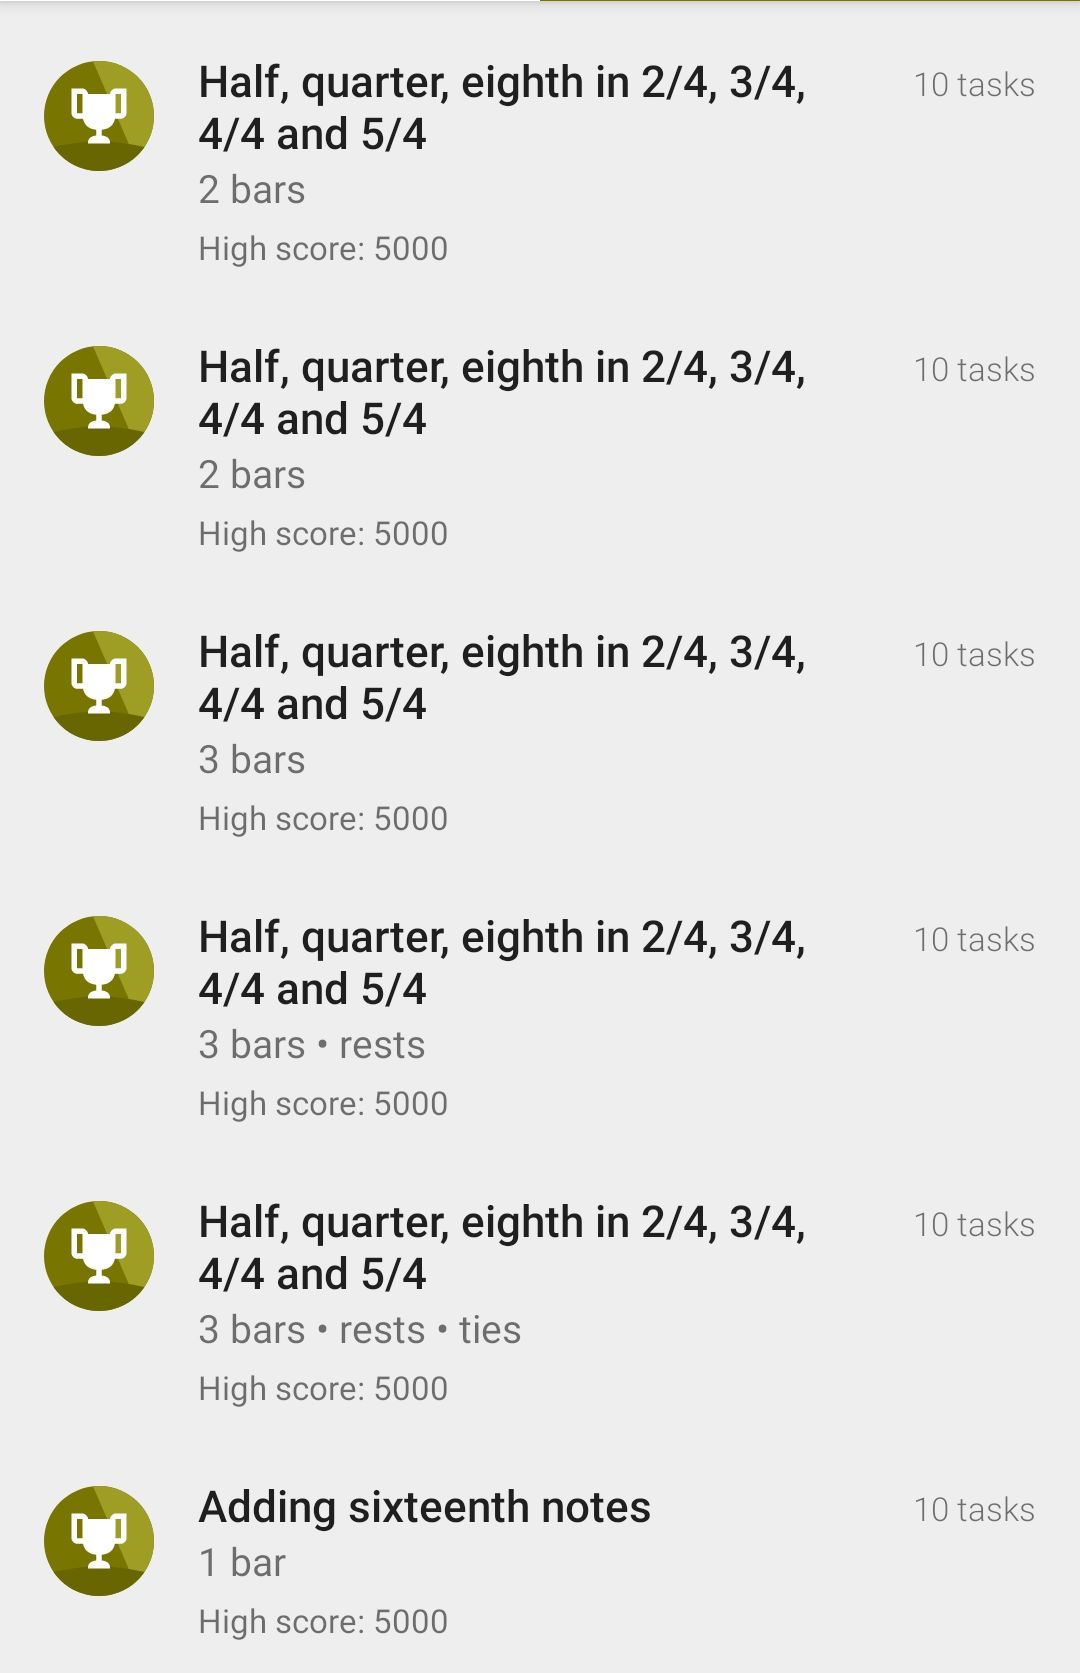 Half, quarter, eighth in 2/4, 3/4,
4/4 and 5/4
10 tasks
2 bars
High score: 5000
Half, quarter, eighth in 2/4, 3/4,
4/4 and 5/4
10 tasks
2 bars
High score: 5000
Half, quarter, eighth in 2/4, 3/4,
4/4 and 5/4
10 tasks
3 bars
High score: 5000
Half, quarter, eighth in 2/4, 3/4,
4/4 and 5/4
10 tasks
3 bars • rests
High score: 5000
Half, quarter, eighth in 2/4, 3/4,
4/4 and 5/4
10 tasks
3 bars • rests • ties
High score: 5000
Adding sixteenth notes
10 tasks
1 bar
High score: 5000